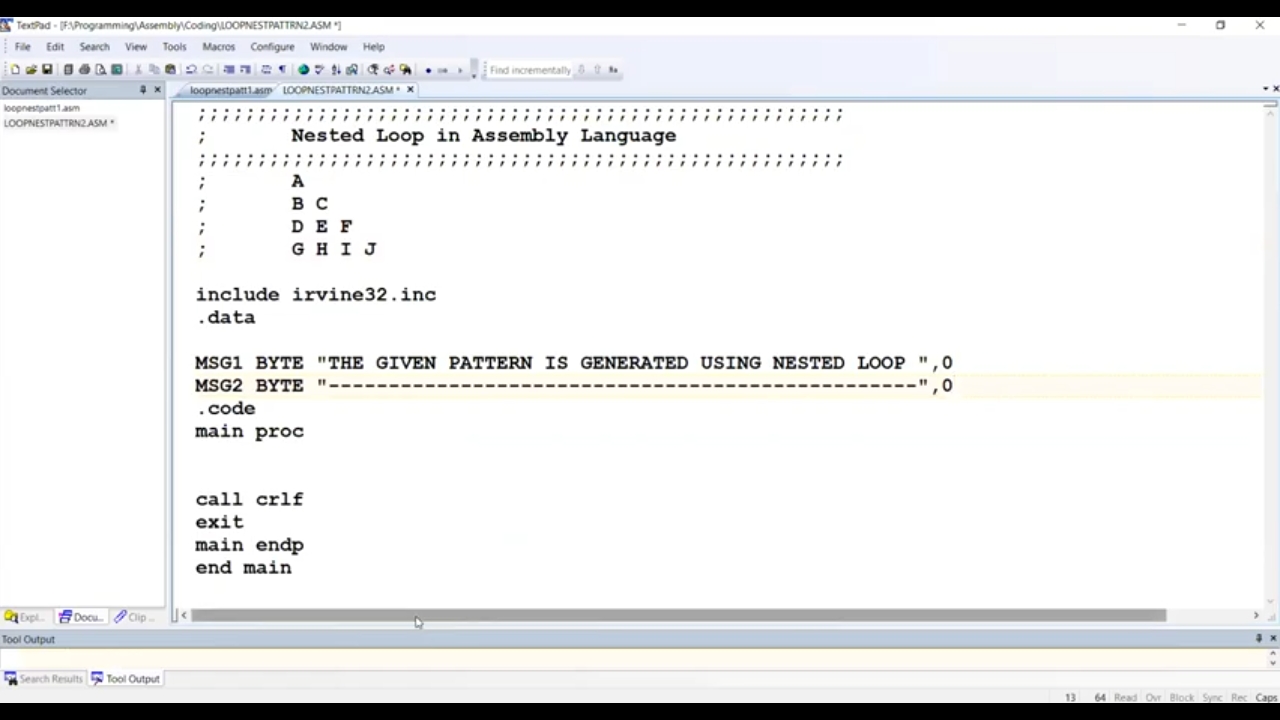 TextPad - [F:\Programming\Assembly\Coding\LOOPNESTPATTRN2.ASM *]
File Edit Search View Tools Macros Configure Window Help
Find incrementally
Document Selector
loopnestpatt1.asm LOOPNESTPATTRN2.ASM *
loopnestpatt1.asm
LOOPNESTPATTRN2.ASM *
;;;;;;;;;;;;;;;;;;;;;;;;;;;;;;;;;;;;;;;;;;;;;;;;;;;;;;
; Nested Loop in Assembly Language
;;;;;;;;;;;;;;;;;;;;;;;;;;;;;;;;;;;;;;;;;;;;;;;;;;;;;;
; A
; B C
; D E F
; G H I J
include irvine32.inc
.data
MSG1 BYTE "THE GIVEN PATTERN IS GENERATED USING NESTED LOOP ",0
MSG2 BYTE "-------------------------------------------------",0
.code
main proc
call crlf
exit
main endp
end main
Expl... Docu... Clip ...
Tool Output
Search Results Tool Output
13 64 Read Ovr Block Sync Rec Caps